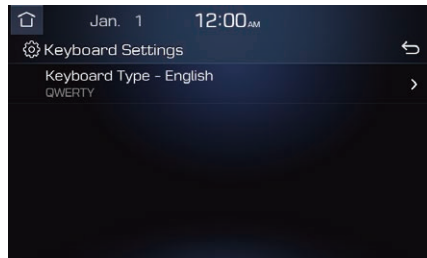 Jan. 1 12:00AM
Keyboard Settings
Keyboard Type - English
QWERTY